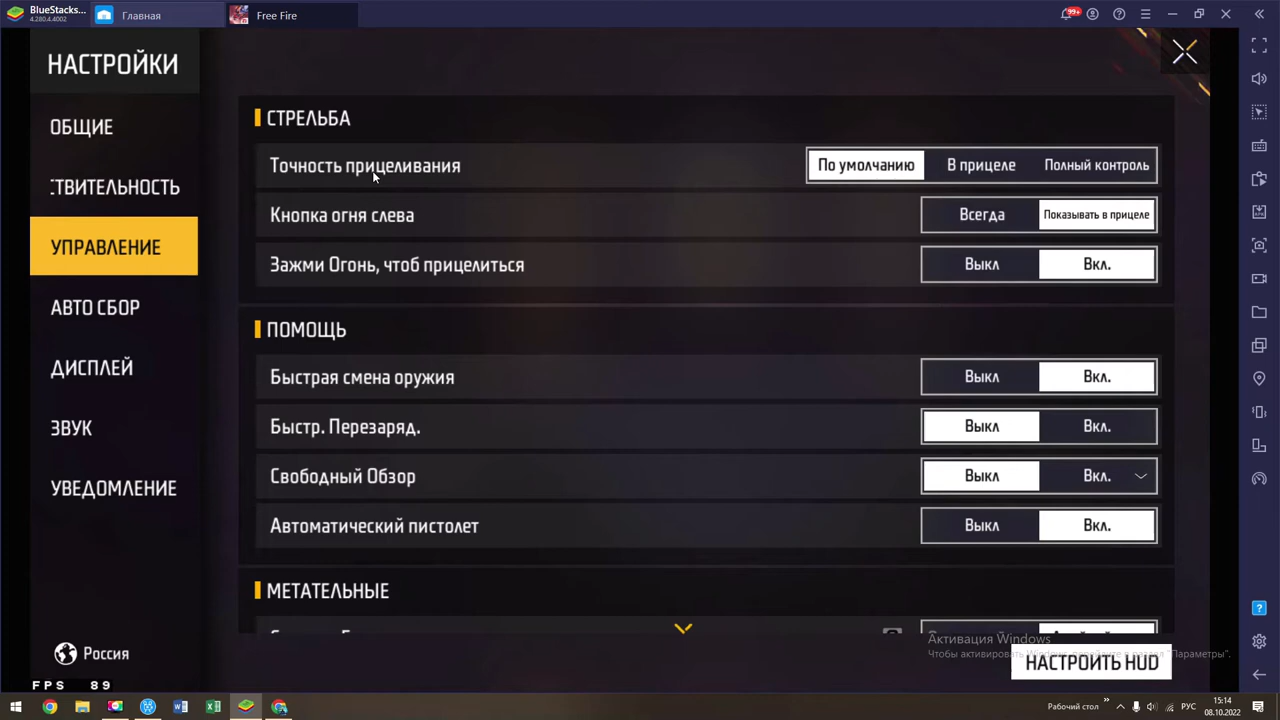 BlueStacks...
4.280.4.4002
Главная
Free Fire
99+
НАСТРОЙКИ
ОБЩИЕ
:ТВИТЕЛЬНОСТЬ
УПРАВЛЕНИЕ
АВТО СБОР
ДИСПЛЕЙ
ЗВУК
УВЕДОМЛЕНИЕ
Россия
FPS 89
СТРЕЛЬБА
Точность прицеливания
По умолчанию
В прицеле
Полный контроль
Кнопка огня слева
Всегда
Показывать в прицеле
Зажми Огонь, чтоб прицелиться
Выкл
Вкл.
ПОМОЩЬ
Быстрая смена оружия
Выкл
Вкл.
Быстр. Перезаряд.
Выкл
Вкл.
Свободный Обзор
Выкл
Вкл.
Автоматический пистолет
Выкл
Вкл.
МЕТАТЕЛЬНЫЕ
Активация Windows
Чтобы активировать Windows, перейдите в раздел "Параметры".
НАСТРОИТЬ HUD
Рабочий стол
РУС
15:14
08.10.2022